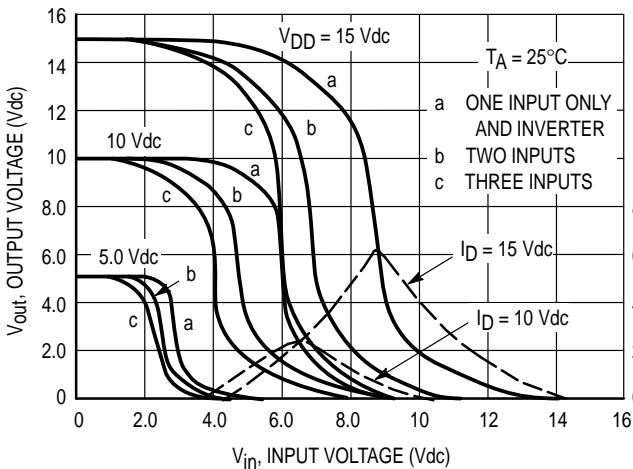 V_DD = 15 Vdc
T_A = 25°C
a ONE INPUT ONLY
AND INVERTER
b TWO INPUTS
c THREE INPUTS
a
b
c
10 Vdc
a
b
c
5.0 Vdc
b
a
c
I_D = 15 Vdc
I_D = 10 Vdc
16
14
12
10
8.0
6.0
4.0
2.0
0
V_out, OUTPUT VOLTAGE (Vdc)
0 2.0 4.0 6.0 8.0 10 12 14 16
V_in, INPUT VOLTAGE (Vdc)